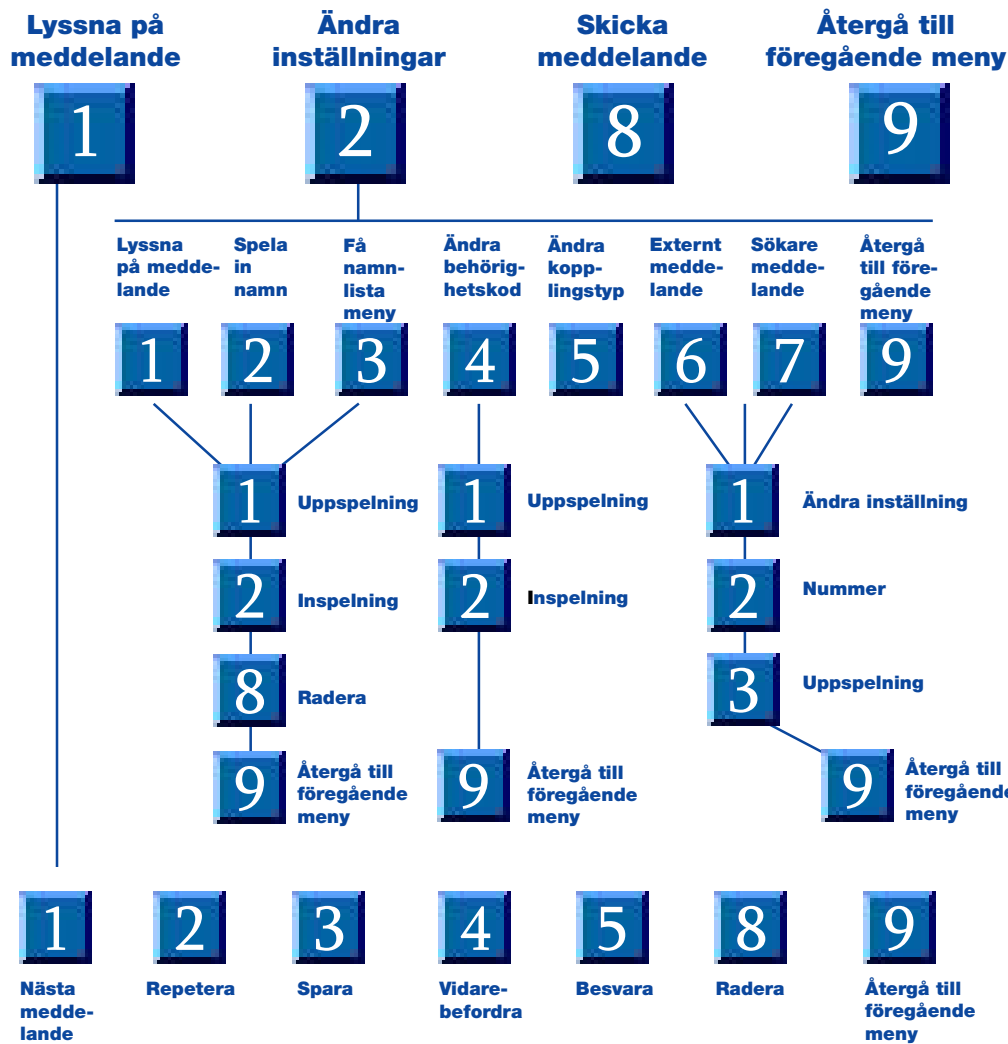 Lyssna på
meddelande
Ändra
inställningar
Skicka
meddelande
Återgå till
föregående meny
1
2
8
9
Lyssna
på medde-
lande
Spela
in
namn
Få
namn-
lista
meny
Ändra
behörig-
hetskod
Ändra
kopp-
lingstyp
Externt
medde-
lande
Sökare
medde-
lande
Återgå
till före-
gående
meny
1
2
3
4
5
6
7
9
1
Uppspelning
2
Inspelning
8
Radera
9
Återgå till
föregående
meny
1
Uppspelning
2
Inspelning
9
Återgå till
föregående
meny
1
Ändra inställning
2
Nummer
3
Uppspelning
9
Återgå till
föregående
meny
1
2
3
4
5
8
9
Nästa
medde-
lande
Repetera
Spara
Vidare-
befordra
Besvara
Radera
Återgå till
föregående
meny